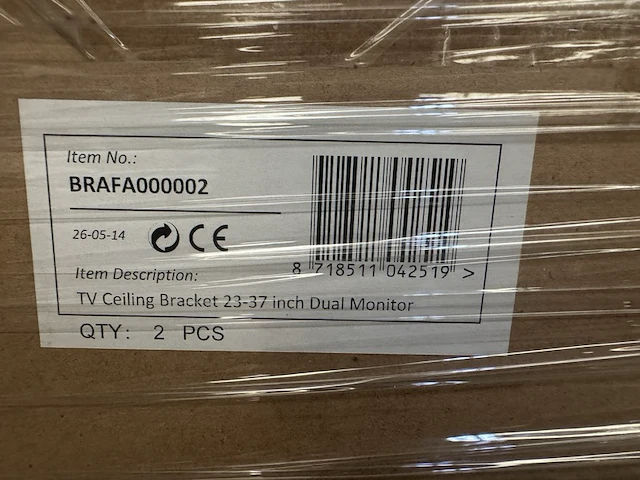 Item No.:
BRAFA000002
26-05-14 CE
8 718511 042519 >
Item Description:
TV Ceiling Bracket 23-37 inch Dual Monitor
QTY: 2 PCS